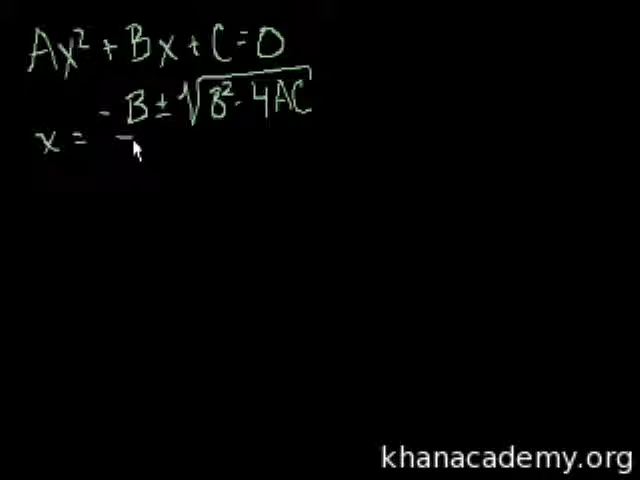 Ax² + Bx + C = 0
x = - B ± √B² - 4AC
khanacademy.org